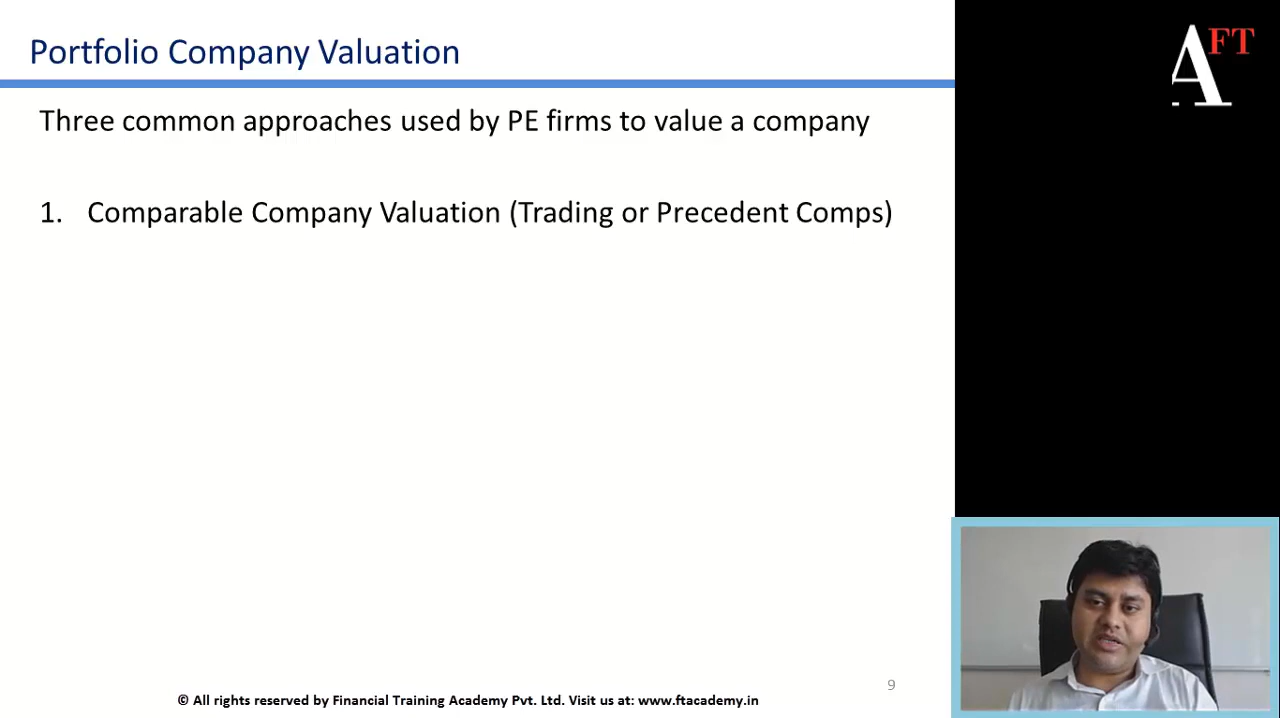 Portfolio Company Valuation
AFT
Three common approaches used by PE firms to value a company
1. Comparable Company Valuation (Trading or Precedent Comps)
9
© All rights reserved by Financial Training Academy Pvt. Ltd. Visit us at: www.ftacademy.in